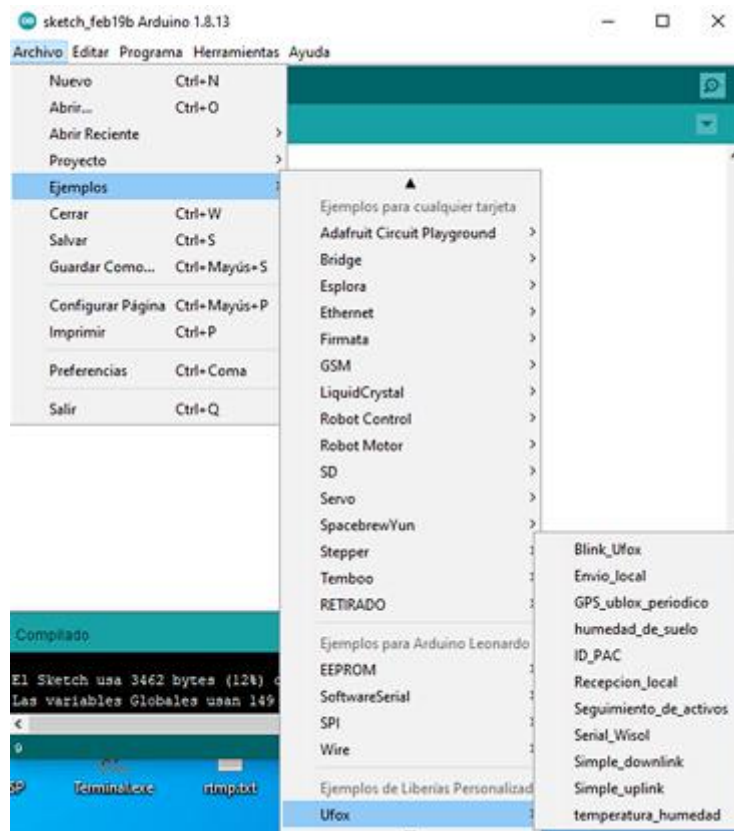 sketch_feb19b Arduino 1.8.13
Archivo Editar Programa Herramientas Ayuda
Nuevo Ctrl+N
Abrir... Ctrl+O
Abrir Reciente
Proyecto
Ejemplos
Cerrar Ctrl+W
Salvar Ctrl+S
Guardar Como... Ctrl+Mayús+S
Configurar Página Ctrl+Mayús+P
Imprimir Ctrl+P
Preferencias Ctrl+Coma
Salir Ctrl+Q
Ejemplos para cualquier tarjeta
Adafruit Circuit Playground
Bridge
Esplora
Ethernet
Firmata
GSM
LiquidCrystal
Robot Control
Robot Motor
SD
Servo
SpacebrewYun
Stepper
Temboo
RETIRADO
Ejemplos para Arduino Leonardo
EEPROM
SoftwareSerial
SPI
Wire
Ejemplos de Liberías Personalizad
Ufox
Blink_Ufox
Envio_local
GPS_ublox_periodico
humedad_de_suelo
ID_PAC
Recepcion_local
Seguimiento_de_activos
Serial_Wisol
Simple_downlink
Simple_uplink
temperatura_humedad
Compilado
El Sketch usa 3462 bytes (12%)
Las variables Globales usan 149
9
SP Terminal.exe rtmp.txt